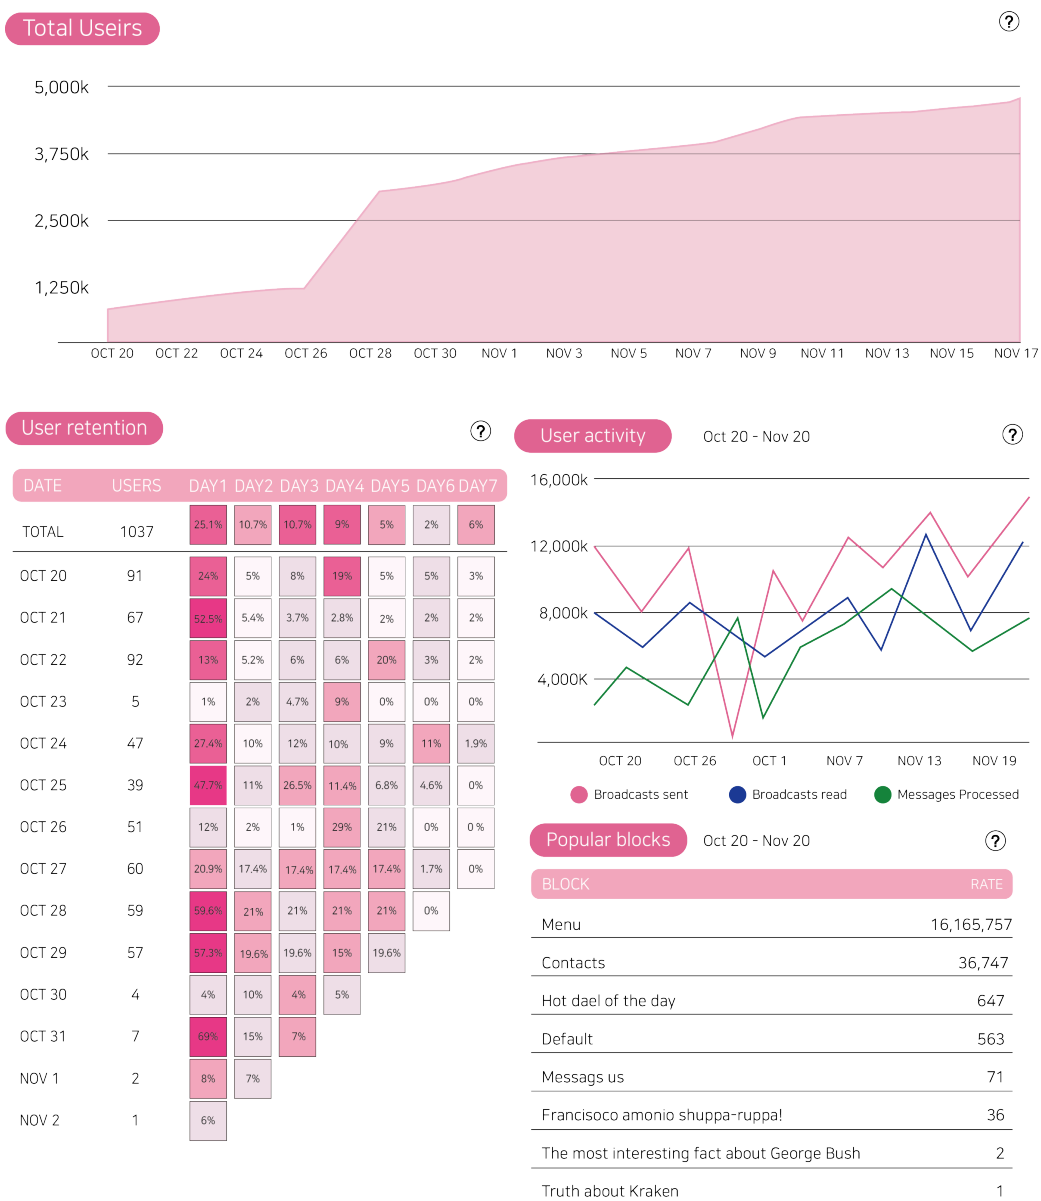 Total Useirs
?
5,000k
3,750k
2,500k
1,250k
OCT 20 OCT 22 OCT 24 OCT 26 OCT 28 OCT 30 NOV 1 NOV 3 NOV 5 NOV 7 NOV 9 NOV 11 NOV 13 NOV 15 NOV 17
User retention
?
DATE USERS DAY1 DAY2 DAY3 DAY4 DAY5 DAY6 DAY7
TOTAL 1037 25.1% 10.7% 10.7% 9% 5% 2% 6%
OCT 20 91 24% 5% 8% 19% 5% 5% 3%
OCT 21 67 52.5% 5.4% 3.7% 2.8% 2% 2% 2%
OCT 22 92 13% 5.2% 6% 6% 20% 3% 2%
OCT 23 5 1% 2% 4.7% 9% 0% 0% 0%
OCT 24 47 27.4% 10% 12% 10% 9% 11% 1.9%
OCT 25 39 47.7% 11% 26.5% 11.4% 6.8% 4.6% 0%
OCT 26 51 12% 2% 1% 29% 21% 0% 0 %
OCT 27 60 20.9% 17.4% 17.4% 17.4% 17.4% 1.7% 0%
OCT 28 59 59.6% 21% 21% 21% 21% 0%
OCT 29 57 57.3% 19.6% 19.6% 15% 19.6%
OCT 30 4 4% 10% 4% 5%
OCT 31 7 69% 15% 7%
NOV 1 2 8% 7%
NOV 2 1 6%
User activity Oct 20 - Nov 20
?
16,000k
12,000k
8,000k
4,000K
OCT 20 OCT 26 OCT 1 NOV 7 NOV 13 NOV 19
Broadcasts sent Broadcasts read Messages Processed
Popular blocks Oct 20 - Nov 20
?
BLOCK RATE
Menu 16,165,757
Contacts 36,747
Hot dael of the day 647
Default 563
Messags us 71
Francisoco amonio shuppa-ruppa! 36
The most interesting fact about George Bush 2
Truth about Kraken 1